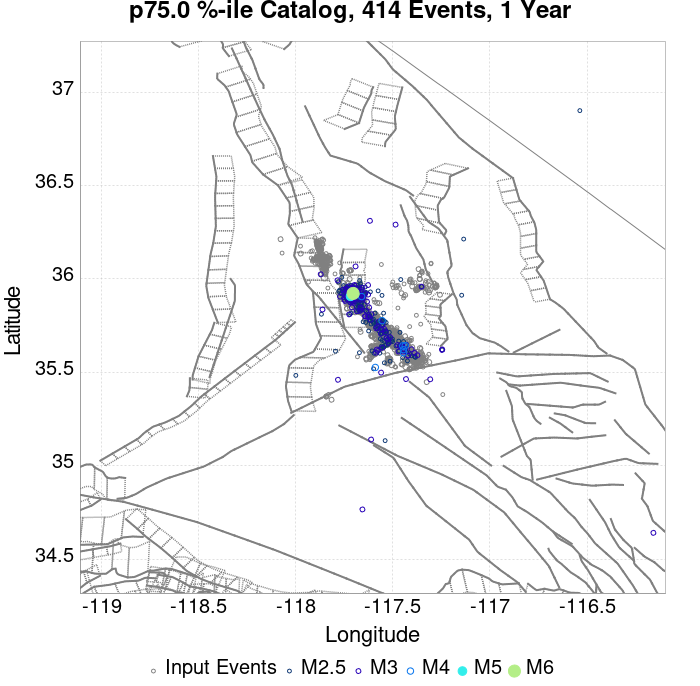 p75.0 %-ile Catalog, 414 Events, 1 Year
37
36.5
36
35.5
35
34.5
Latitude
-119
-118.5
-118
-117.5
-117
-116.5
Longitude
Input Events
M2.5
M3
M4
M5
M6